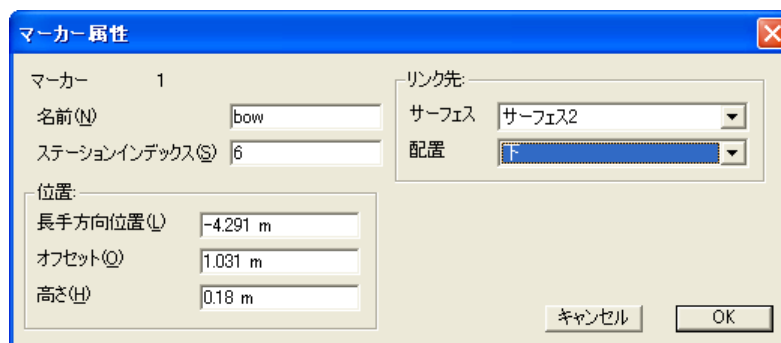 マーカー属性
マーカー 1
名前(N) bow
ステーションインデックス(S) 6
位置:
長手方向位置(L) -4.291 m
オフセット(O) 1.031 m
高さ(H) 0.18 m
リンク先:
サーフェス サーフェス2
配置 下
キャンセル OK